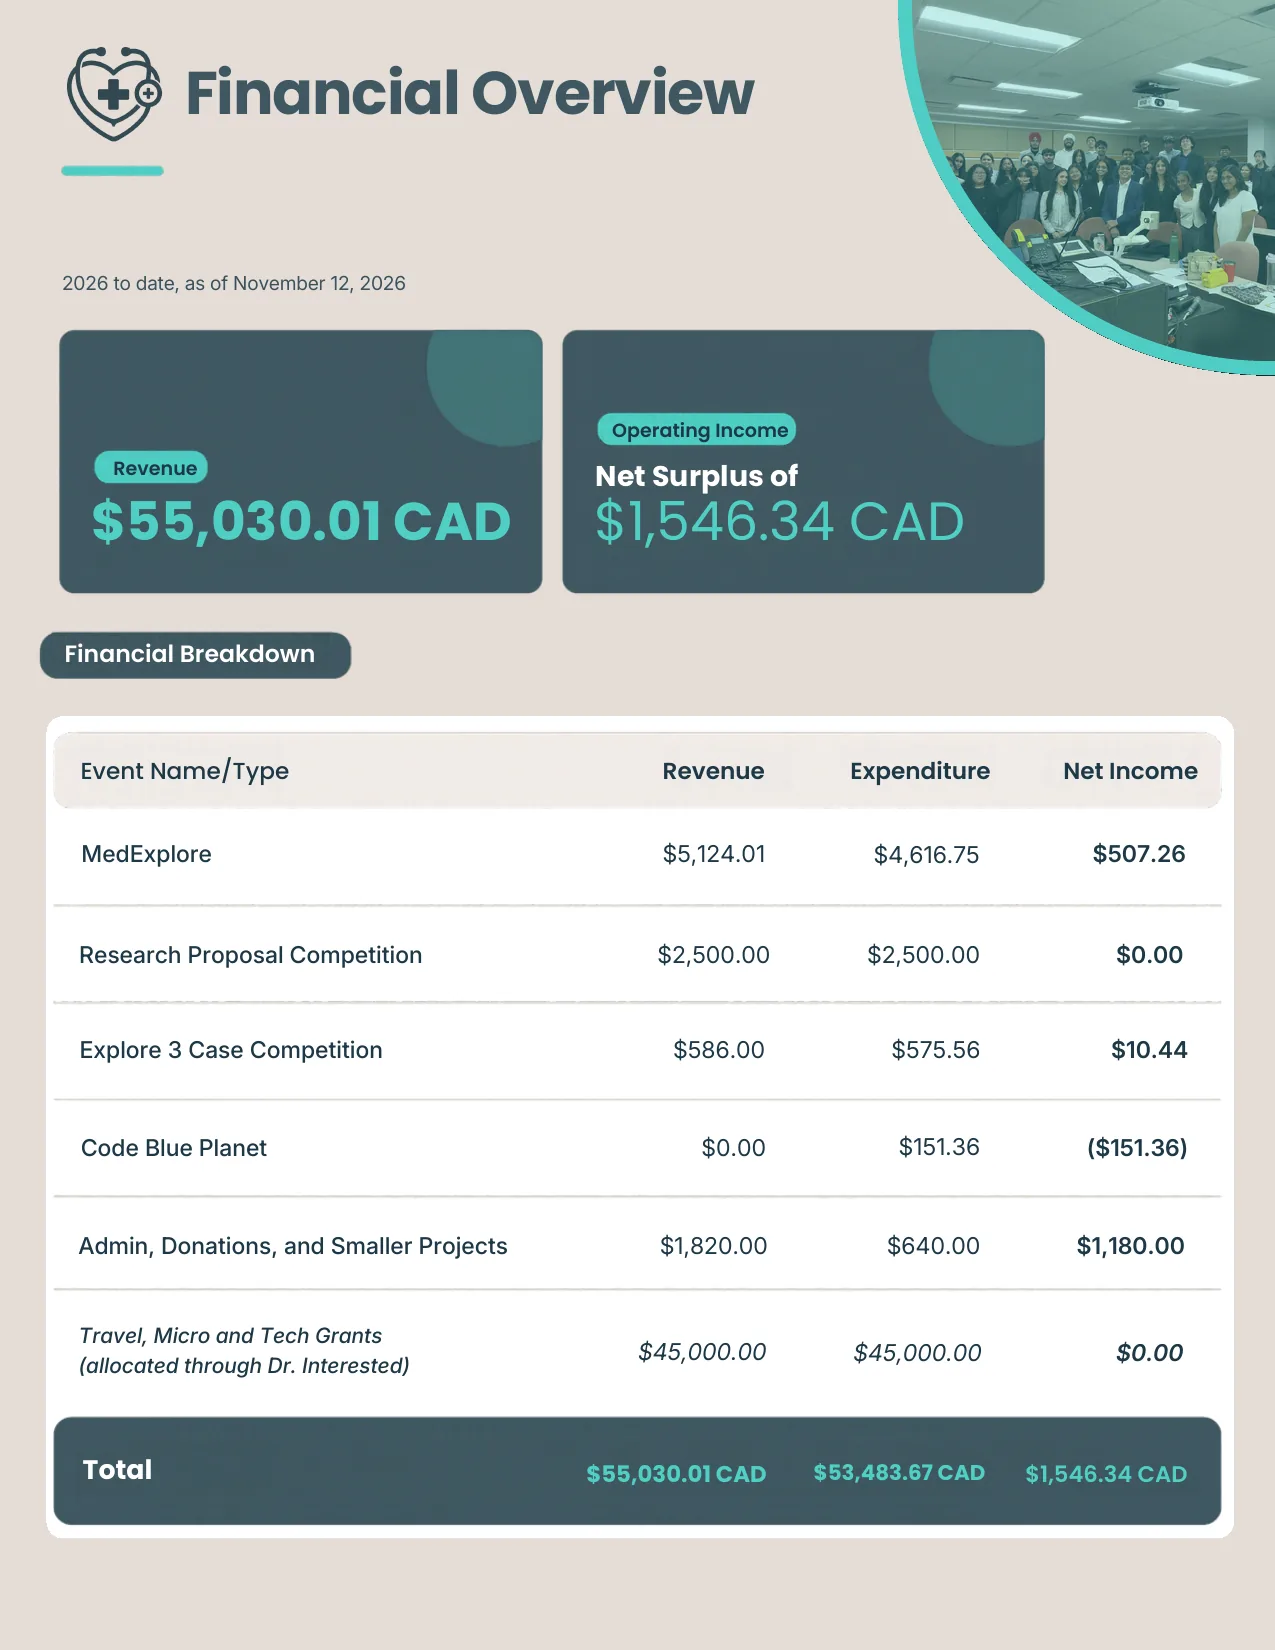 Financial Overview
2026 to date, as of November 12, 2026
Revenue
$55,030.01 CAD
Operating Income
Net Surplus of
$1,546.34 CAD
Financial Breakdown
Event Name/Type Revenue Expenditure Net Income
MedExplore $5,124.01 $4,616.75 $507.26
Research Proposal Competition $2,500.00 $2,500.00 $0.00
Explore 3 Case Competition $586.00 $575.56 $10.44
Code Blue Planet $0.00 $151.36 ($151.36)
Admin, Donations, and Smaller Projects $1,820.00 $640.00 $1,180.00
Travel, Micro and Tech Grants
(allocated through Dr. Interested) $45,000.00 $45,000.00 $0.00
Total $55,030.01 CAD $53,483.67 CAD $1,546.34 CAD